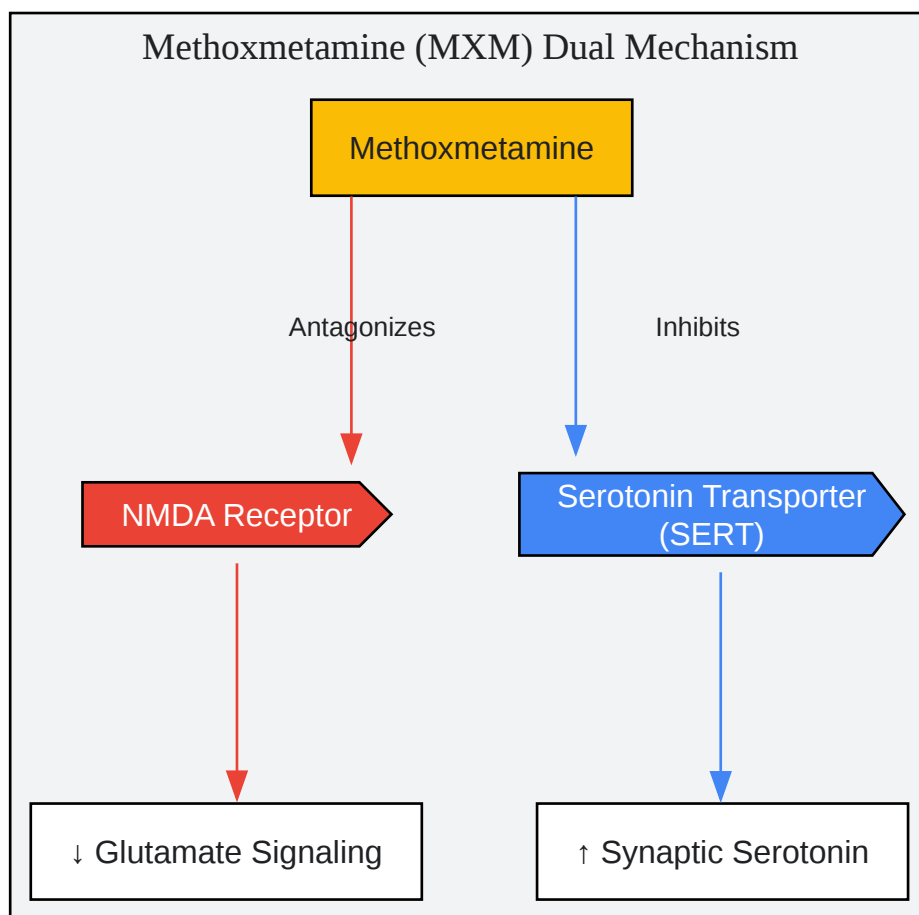 Methoxmetamine (MXM) Dual Mechanism
Methoxmetamine
Antagonizes
Inhibits
NMDA Receptor
Serotonin Transporter
(SERT)
↓ Glutamate Signaling
↑ Synaptic Serotonin